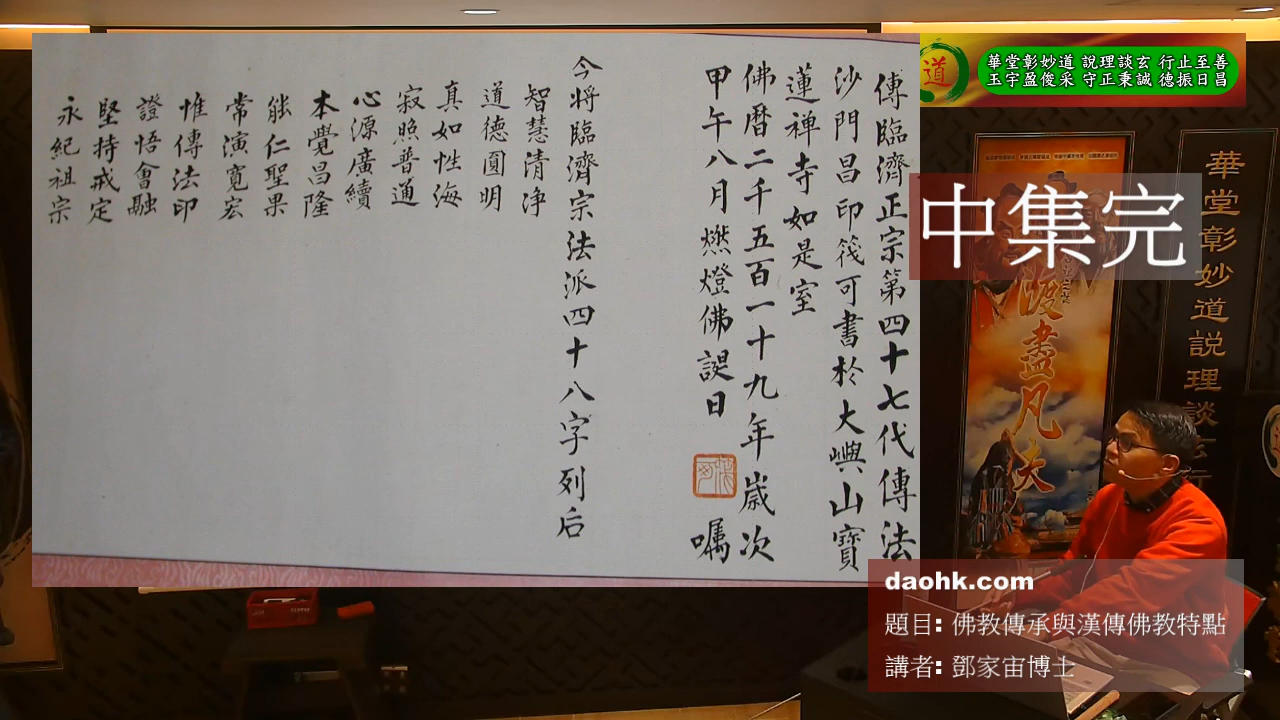 傳臨濟正宗第四十七代傳法
沙門昌印筏可書於大嶼山寶
蓮禅寺如是室
佛曆二千五百一十九年歲次
甲午八月燃燈佛誕日
囑
今將臨濟宗法派四十八字列后
智慧清净
道德圓明
真如性海
寂照普通
心源廣續
本覺昌隆
能仁聖果
常演寬宏
惟傳法印
證悟會融
堅持戒定
永紀祖宗
道
華堂彰妙道 說理談玄 行止至善
玉宇盈俊采 守正秉誠 德振日昌
中集完
渡盡凡夫
華堂彰妙道説理談玄行
daohk.com
題目: 佛教傳承與漢傳佛教特點
講者: 鄧家宙博士